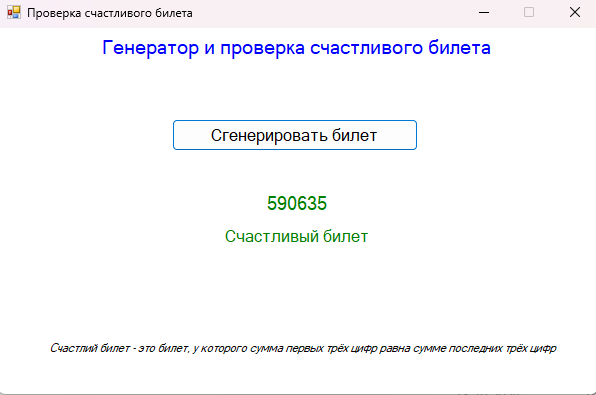 Проверка счастливого билета
Генератор и проверка счастливого билета
Сгенерировать билет
590635
Счастливый билет
Счастлий билет - это билет, у которого сумма первых трёх цифр равна сумме последних трёх цифр